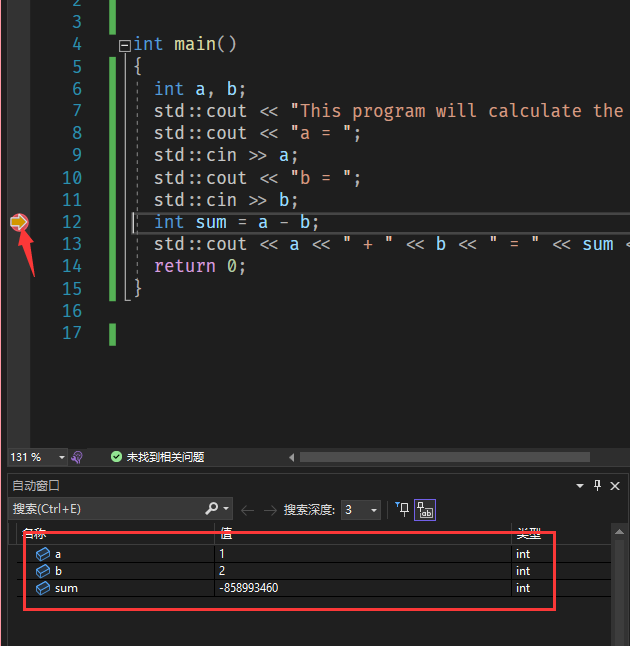 2
3
4 int main()
5 {
6 int a, b;
7 std::cout << "This program will calculate the
8 std::cout << "a = ";
9 std::cin >> a;
10 std::cout << "b = ";
11 std::cin >> b;
12 int sum = a - b;
13 std::cout << a << " + " << b << " = " << sum <
14 return 0;
15 }
16
17
131 % 未找到相关问题
自动窗口
搜索(Ctrl+E) 搜索深度: 3
名称 值 类型
a 1 int
b 2 int
sum -858993460 int